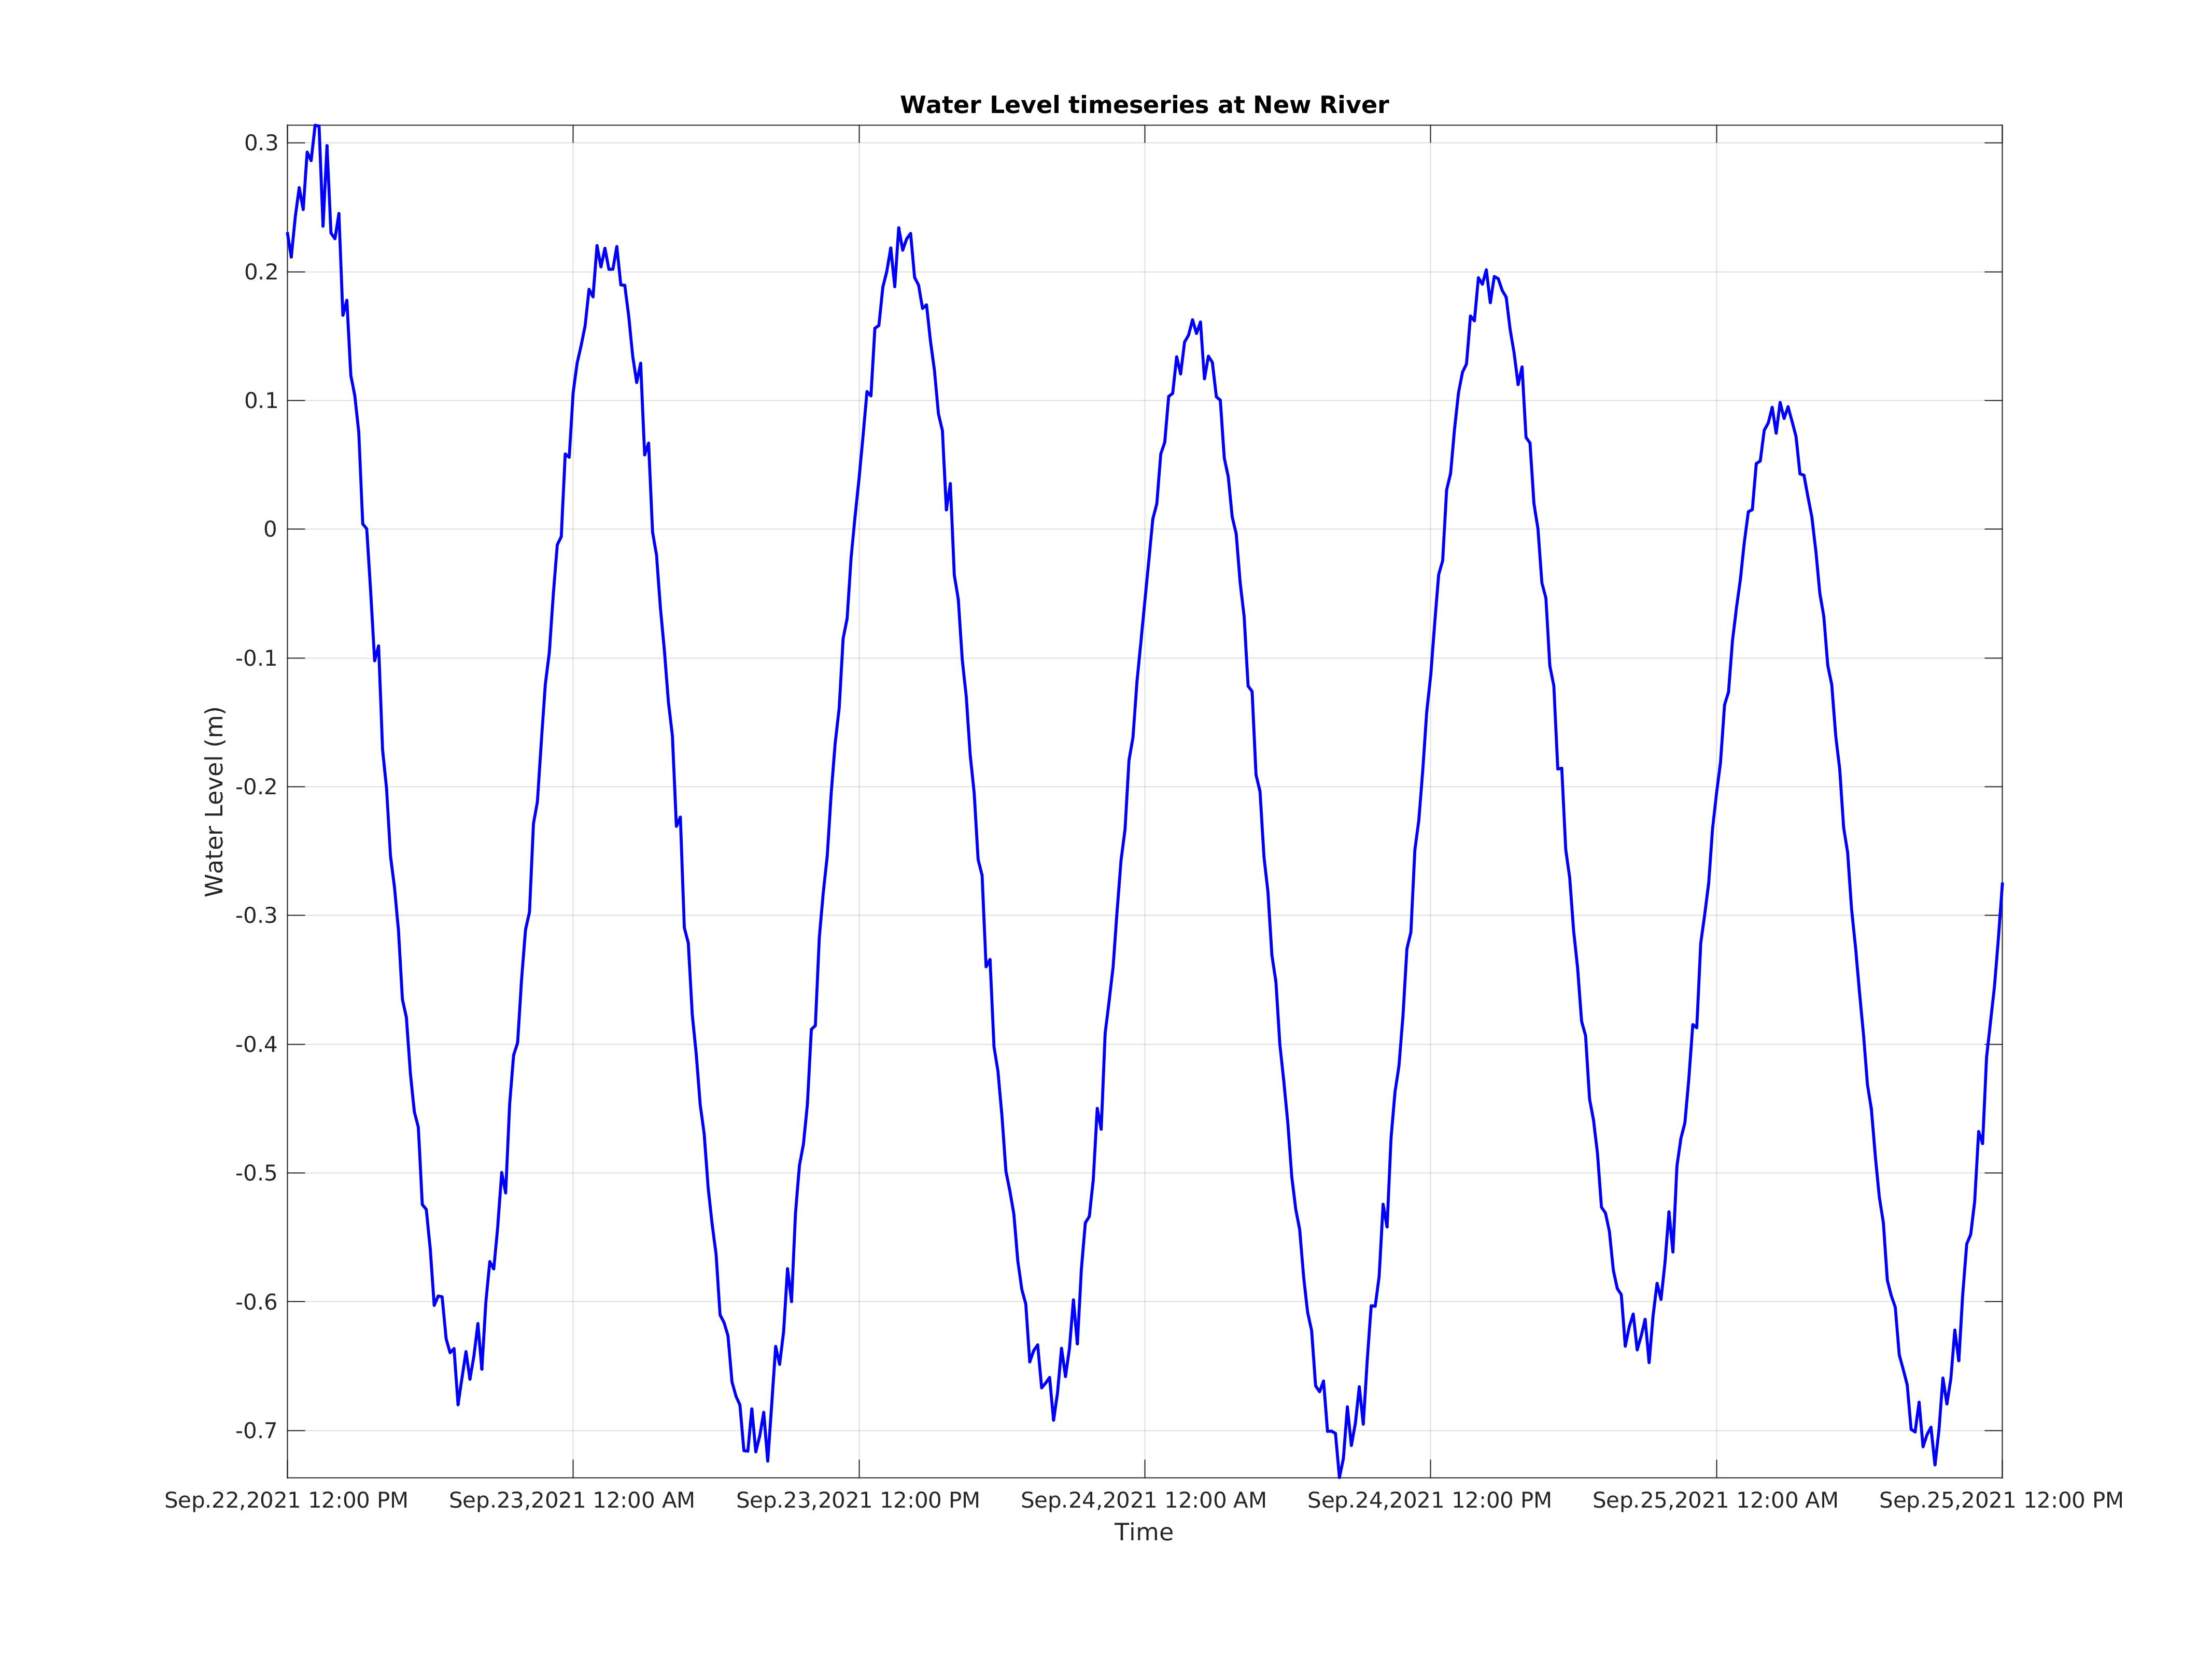 Water Level timeseries at New River
0.3
0.2
0.1
0
-0.1
-0.2
-0.3
-0.4
-0.5
-0.6
-0.7
Water Level (m)
Sep.22,2021 12:00 PM Sep.23,2021 12:00 AM Sep.23,2021 12:00 PM Sep.24,2021 12:00 AM Sep.24,2021 12:00 PM Sep.25,2021 12:00 AM Sep.25,2021 12:00 PM
Time